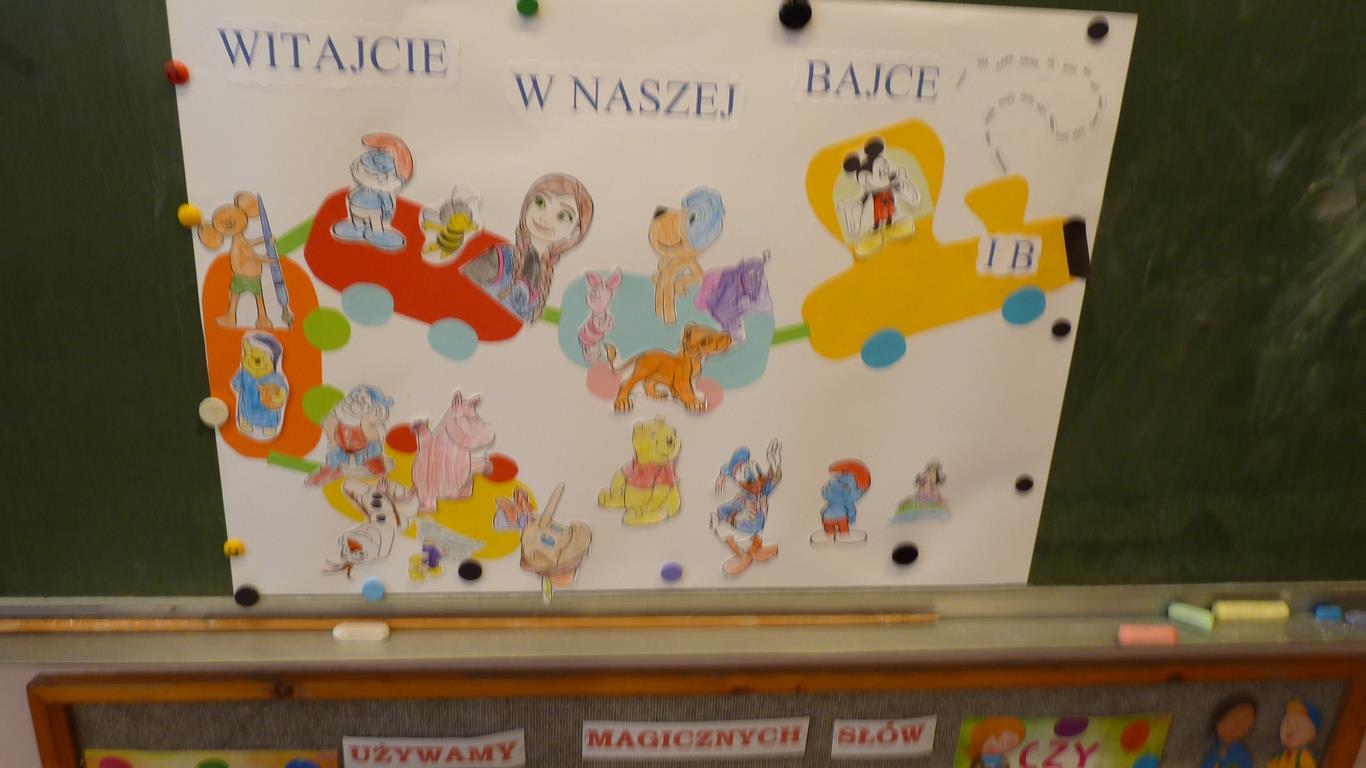 WITAJCIE W NASZEJ BAJCE
I B
UŻYWAMY MAGICZNYCH SŁÓW
CZY